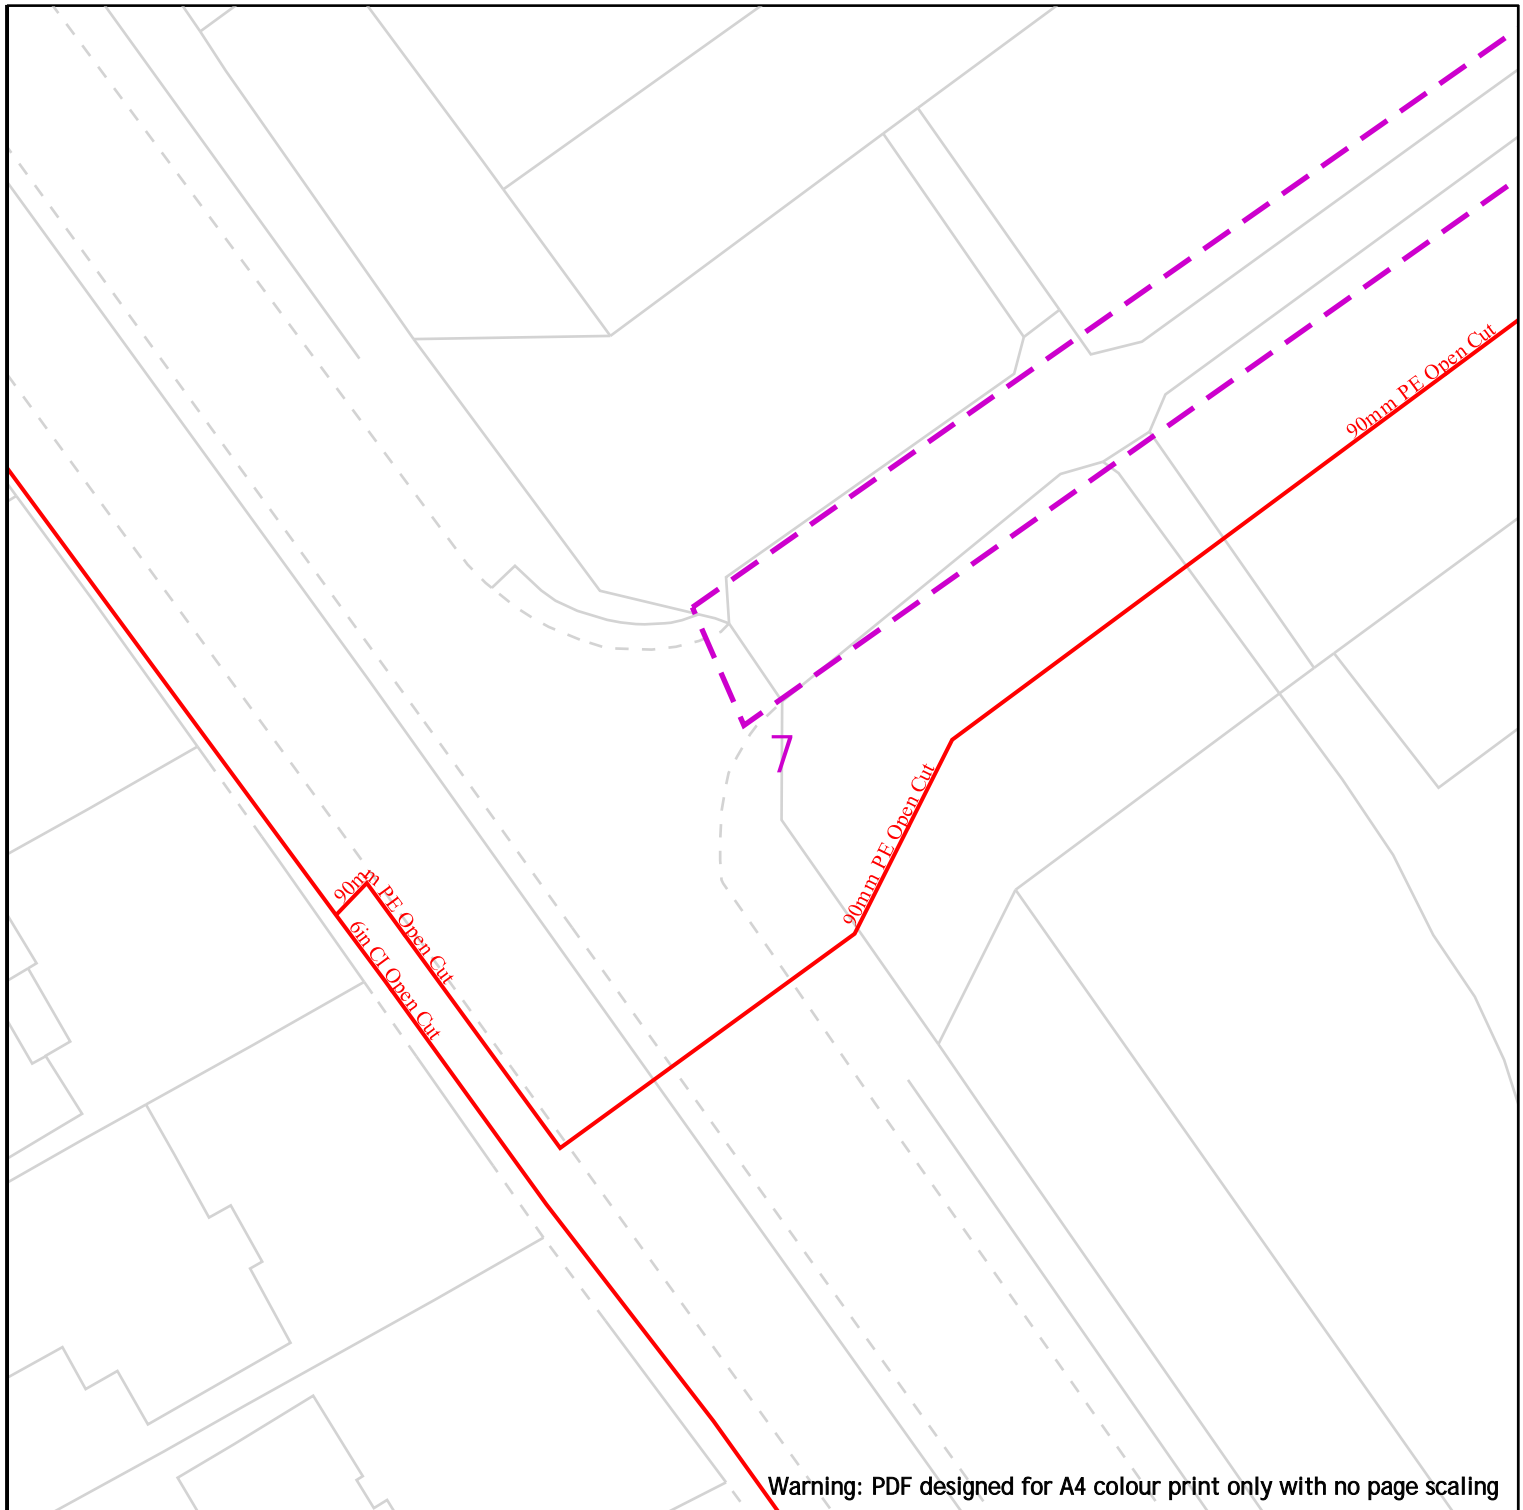 90mm PE Open Cut
7
90mm PE Open Cut
90mm PE Open Cut
6in CI Open Cut
Warning: PDF designed for A4 colour print only with no page scaling